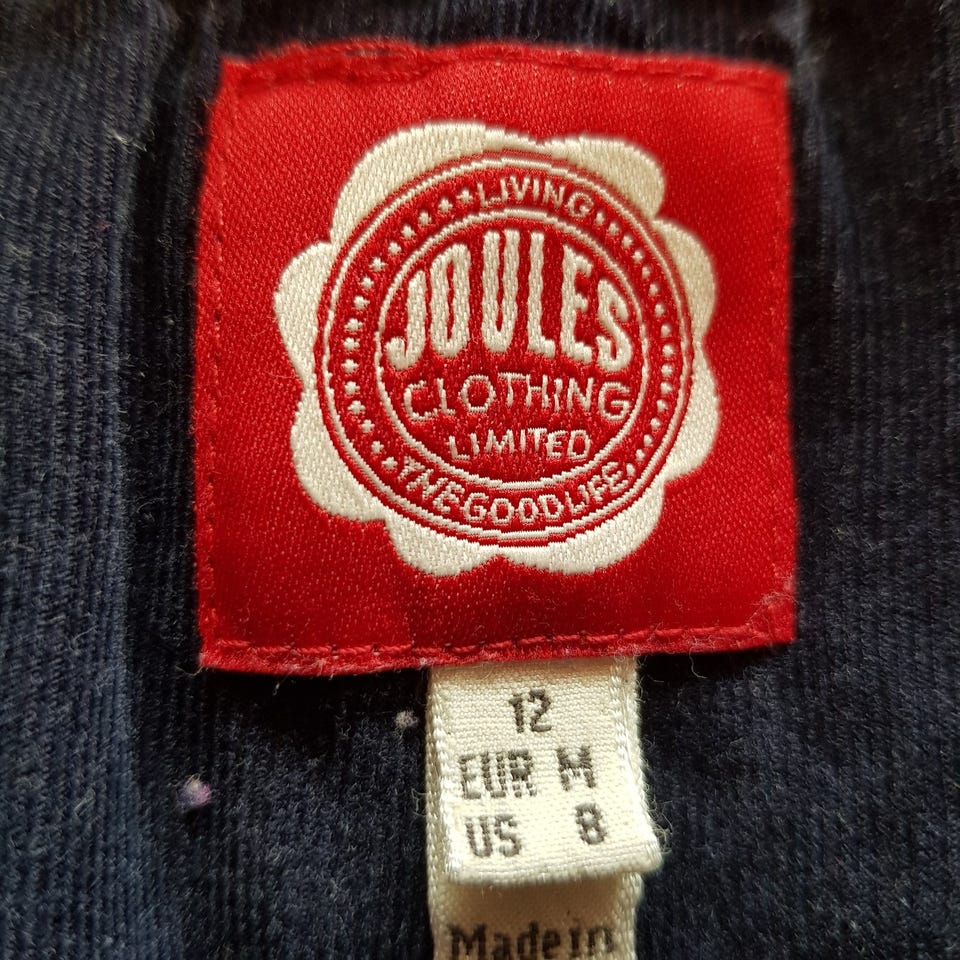 LIVING
JOULES
CLOTHING
LIMITED
THE GOOD LIFE
12
EUR M
US 8
Made in